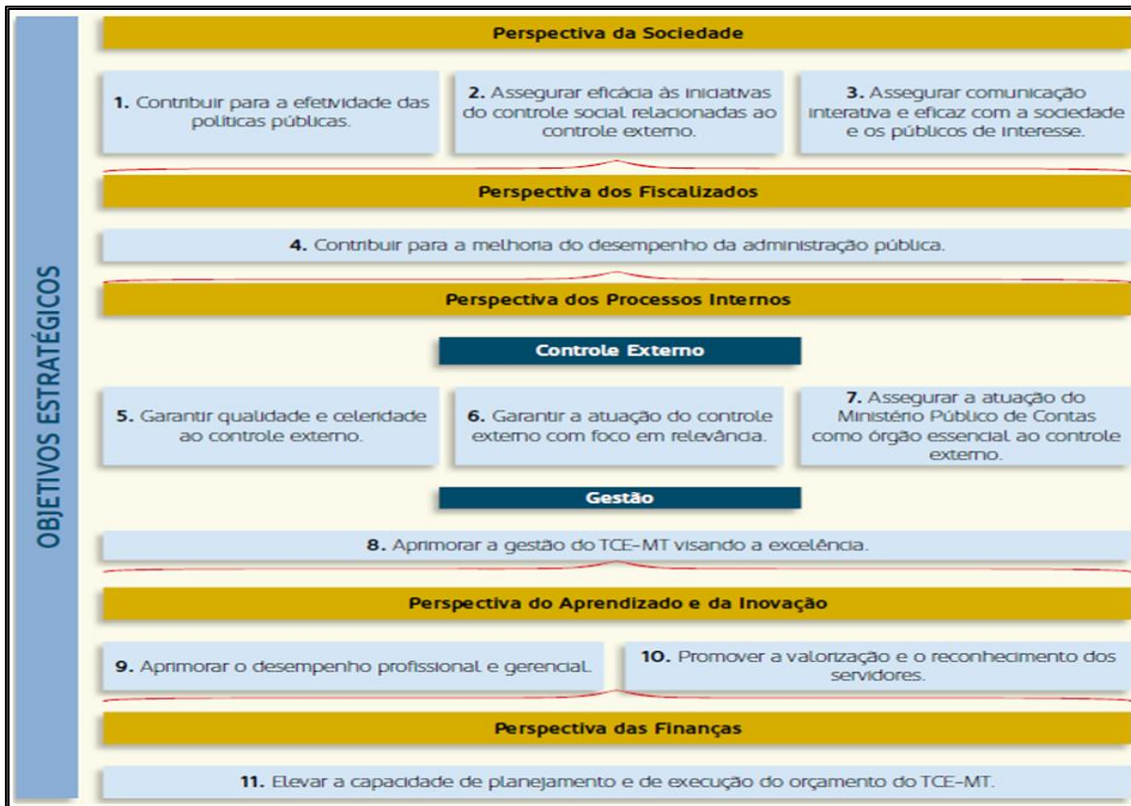 OBJETIVOS ESTRATÉGICOS
Perspectiva da Sociedade
1. Contribuir para a efetividade das
políticas públicas.
2. Assegurar eficácia às iniciativas
do controle social relacionadas ao
controle externo.
3. Assegurar comunicação
interativa e eficaz com a sociedade
e os públicos de interesse.
Perspectiva dos Fiscalizados
4. Contribuir para a melhoria do desempenho da administração pública.
Perspectiva dos Processos Internos
Controle Externo
5. Garantir qualidade e celeridade
ao controle externo.
6. Garantir a atuação do controle
externo com foco em relevância.
7. Assegurar a atuação do
Ministério Público de Contas
como órgão essencial ao controle
externo.
Gestão
8. Aprimorar a gestão do TCE-MT visando a excelência.
Perspectiva do Aprendizado e da Inovação
9. Aprimorar o desempenho profissional e gerencial.
10. Promover a valorização e o reconhecimento dos
servidores.
Perspectiva das Finanças
11. Elevar a capacidade de planejamento e de execução do orçamento do TCE-MT.